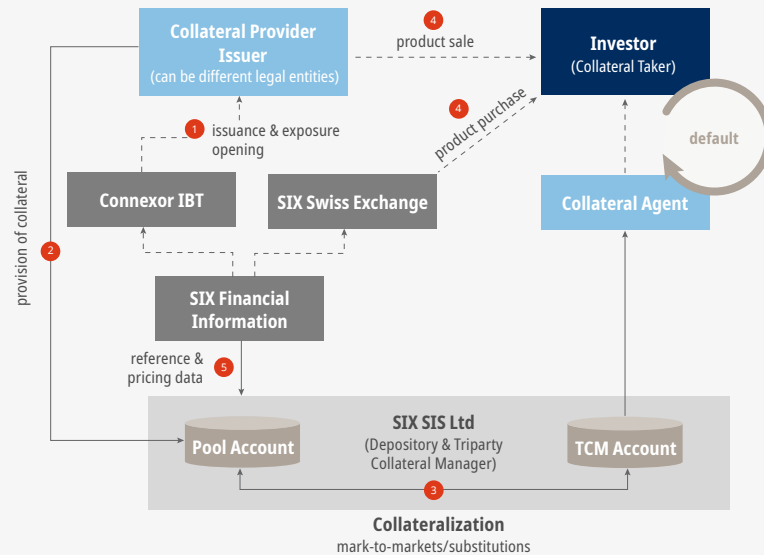 Collateral Provider
Issuer
(can be different legal entities)
4
product sale
Investor
(Collateral Taker)
4
product purchase
default
1
issuance & exposure
opening
Connexor IBT
SIX Swiss Exchange
Collateral Agent
provision of collateral
2
SIX Financial
Information
reference &
pricing data
5
SIX SIS Ltd
(Depository & Triparty
Collateral Manager)
Pool Account
TCM Account
3
Collateralization
mark-to-markets/substitutions